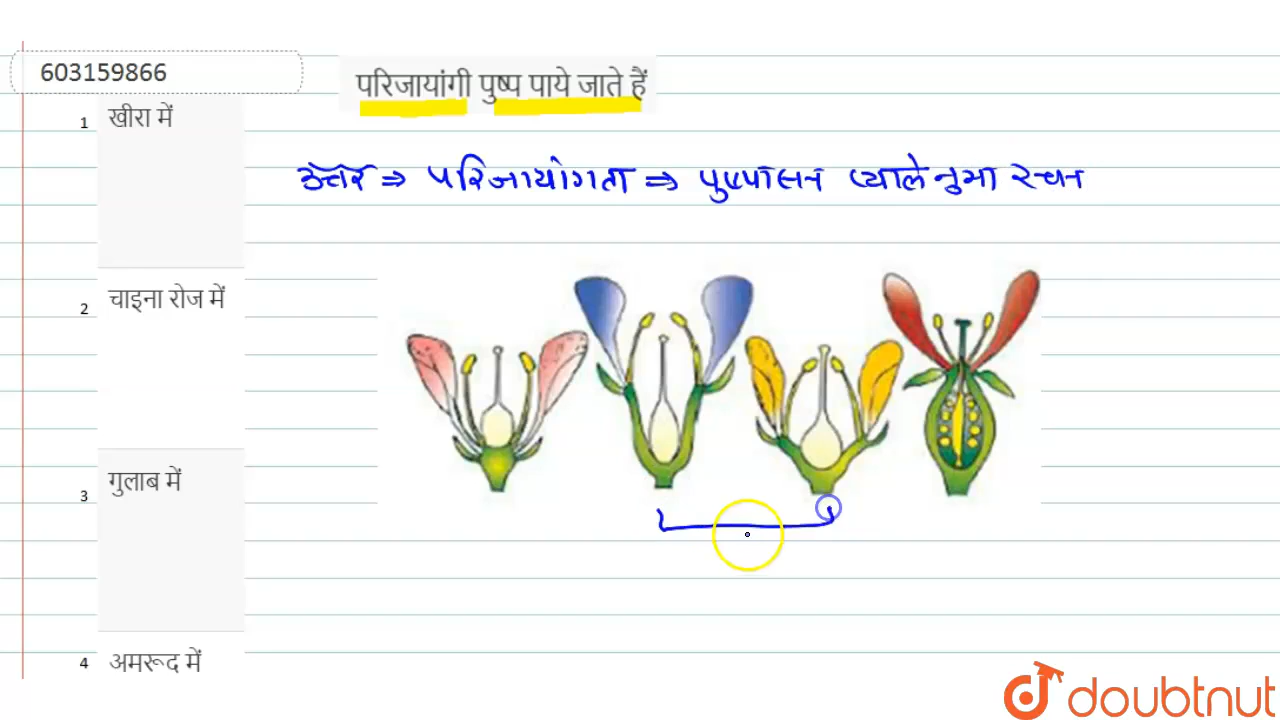 603159866
परिजायांगी पुष्प पाये जाते हैं
1 खीरा में
उत्तर ⇒ परिजायांगता ⇒ पुष्पासन प्यालेनुमा रचन
2 चाइना रोज में
3 गुलाब में
4 अमरूद में
doubtnut